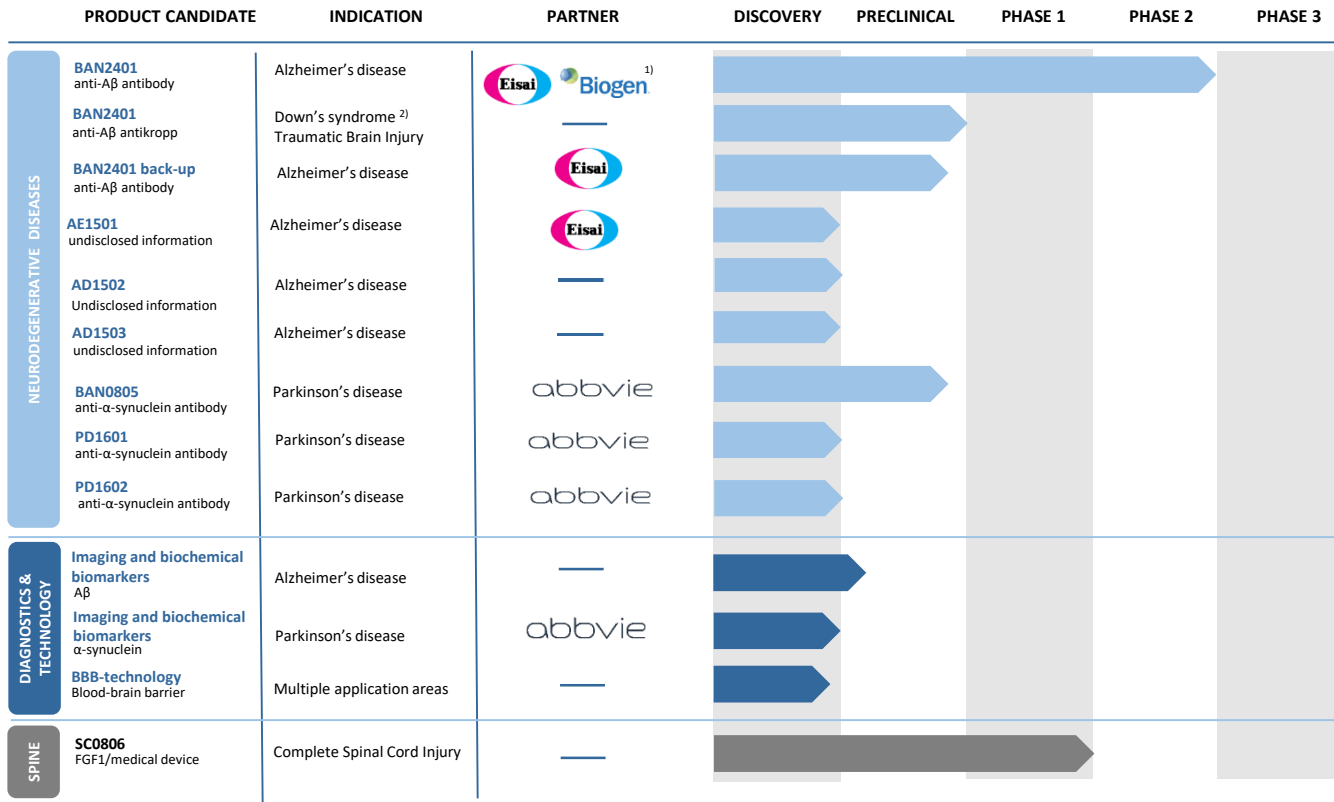 PRODUCT CANDIDATE INDICATION PARTNER DISCOVERY PRECLINICAL PHASE 1 PHASE 2 PHASE 3
NEURODEGENERATIVE DISEASES
BAN2401
anti-Aβ antibody
Alzheimer's disease
Eisai Biogen. 1)
BAN2401
anti-Aβ antikropp
Down's syndrome 2)
Traumatic Brain Injury
BAN2401 back-up
anti-Aβ antibody
Alzheimer's disease
Eisai
AE1501
undisclosed information
Alzheimer's disease
Eisai
AD1502
Undisclosed information
Alzheimer's disease
AD1503
undisclosed information
Alzheimer's disease
BAN0805
anti-α-synuclein antibody
Parkinson's disease
abbvie
PD1601
anti-α-synuclein antibody
Parkinson's disease
abbvie
PD1602
anti-α-synuclein antibody
Parkinson's disease
abbvie
DIAGNOSTICS &
TECHNOLOGY
Imaging and biochemical
biomarkers
Aβ
Alzheimer's disease
Imaging and biochemical
biomarkers
α-synuclein
Parkinson's disease
abbvie
BBB-technology
Blood-brain barrier
Multiple application areas
SPINE
SC0806
FGF1/medical device
Complete Spinal Cord Injury